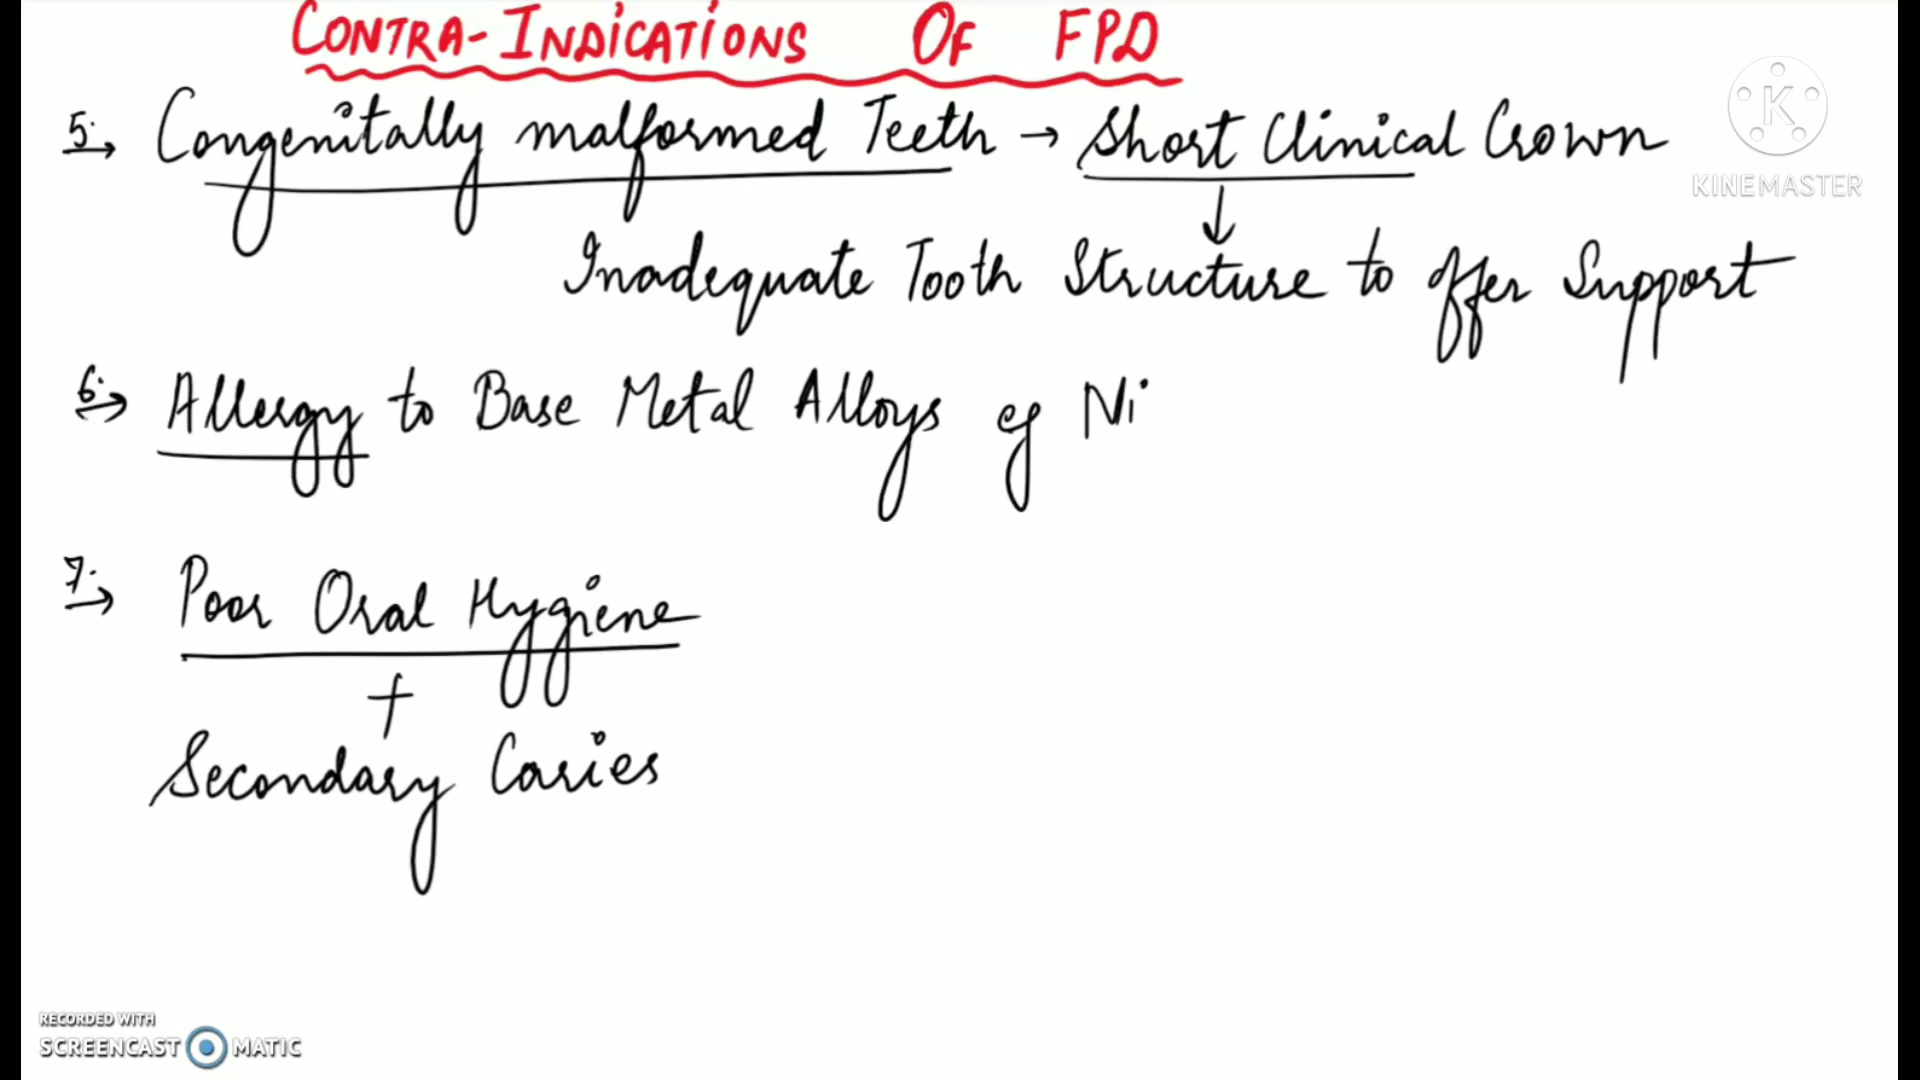 CONTRA-INDICATIONS OF FPD
5. → Congenitally malformed Teeth → Short Clinical Crown
↓
Inadequate Tooth Structure to offer Support
6. → Allergy to Base Metal Alloys eg Ni
7. → Poor Oral Hygiene
+
Secondary Caries
K
KINEMASTER
RECORDED WITH
SCREENCAST MATIC